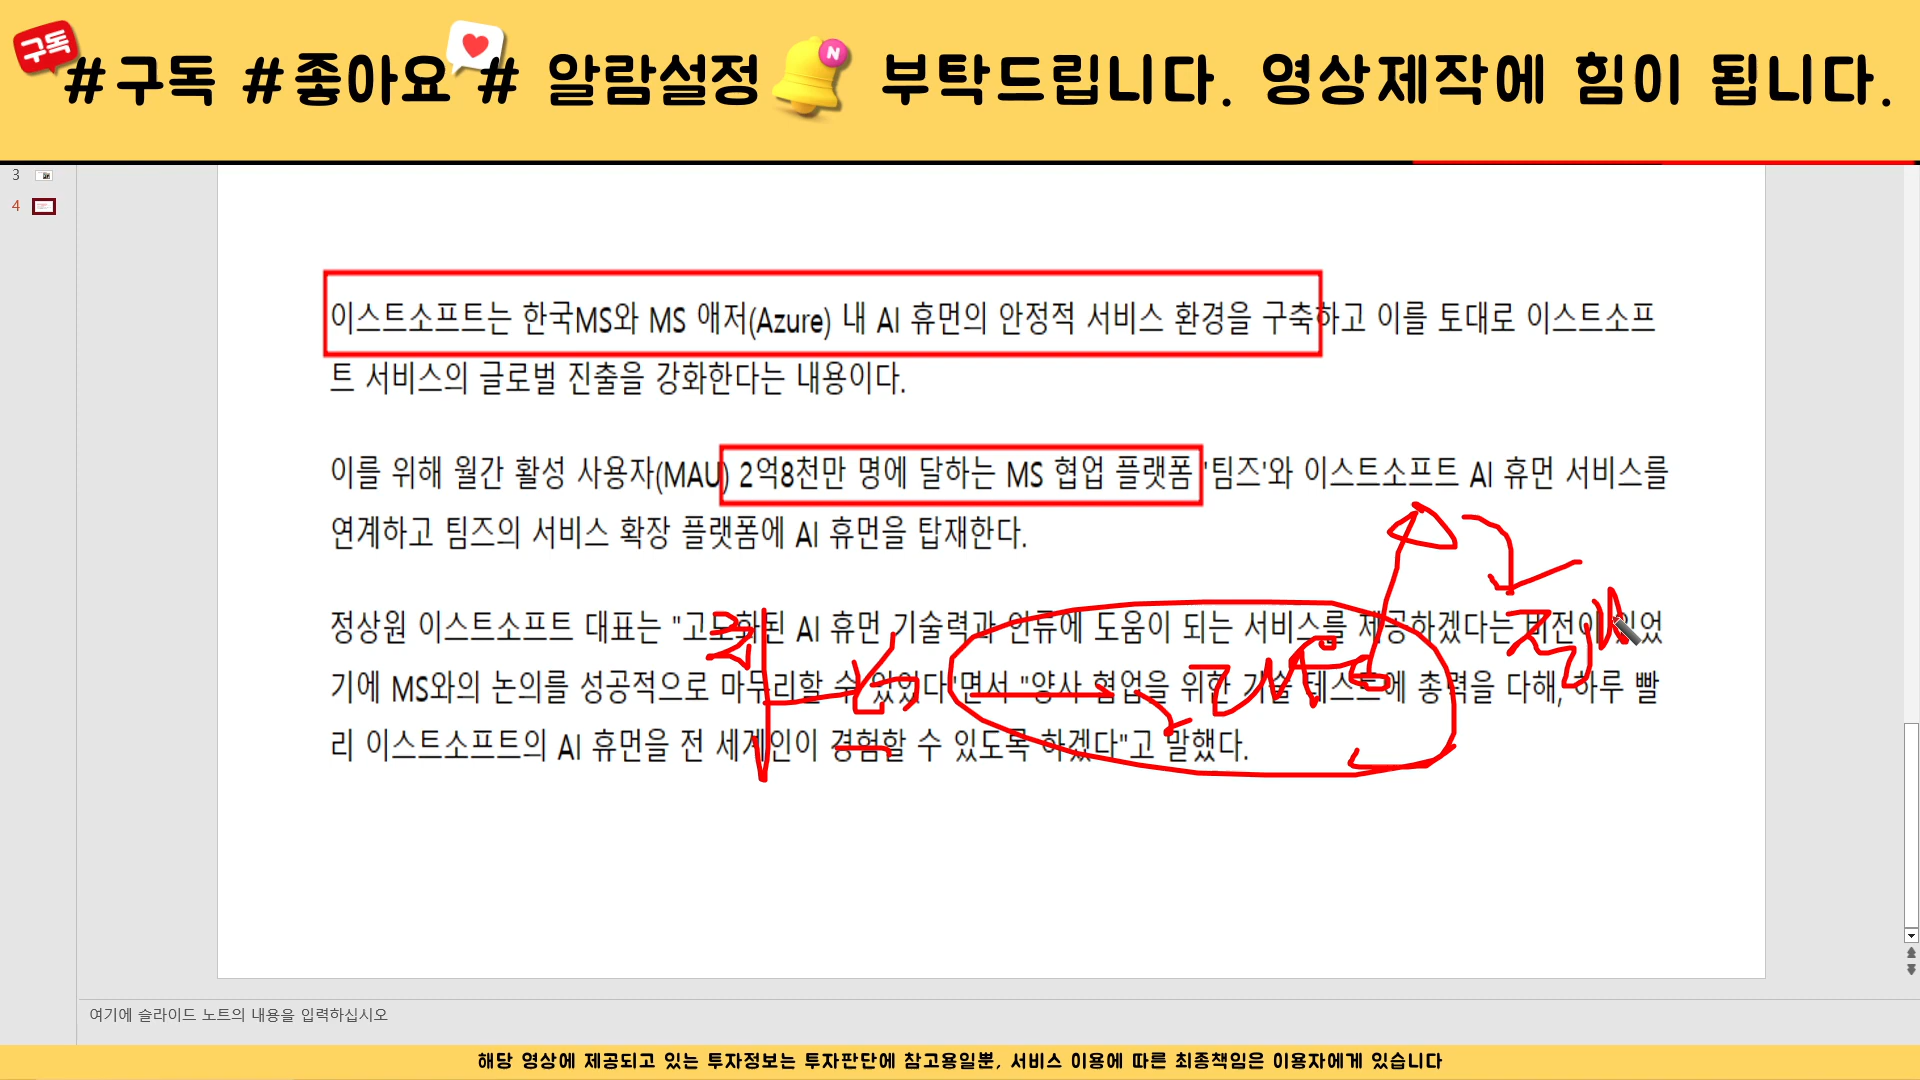 구독
#구독 #좋아요 # 알람설정 N 부탁드립니다. 영상제작에 힘이 됩니다.
3
4
이스트소프트는 한국MS와 MS 애저(Azure) 내 AI 휴먼의 안정적 서비스 환경을 구축하고 이를 토대로 이스트소프
트 서비스의 글로벌 진출을 강화한다는 내용이다.
이를 위해 월간 활성 사용자(MAU) 2억8천만 명에 달하는 MS 협업 플랫폼 '팀즈'와 이스트소프트 AI 휴먼 서비스를
연계하고 팀즈의 서비스 확장 플랫폼에 AI 휴먼을 탑재한다.
정상원 이스트소프트 대표는 "고도화된 AI 휴먼 기술력과 인류에 도움이 되는 서비스를 제공하겠다는 비전이 있었
기에 MS와의 논의를 성공적으로 마무리할 수 있었다"면서 "양사 협업을 위한 기술 테스트에 총력을 다해, 하루 빨
리 이스트소프트의 AI 휴먼을 전 세계인이 경험할 수 있도록 하겠다"고 말했다.
여기에 슬라이드 노트의 내용을 입력하십시오
해당 영상에 제공되고 있는 투자정보는 투자판단에 참고용일뿐, 서비스 이용에 따른 최종책임은 이용자에게 있습니다